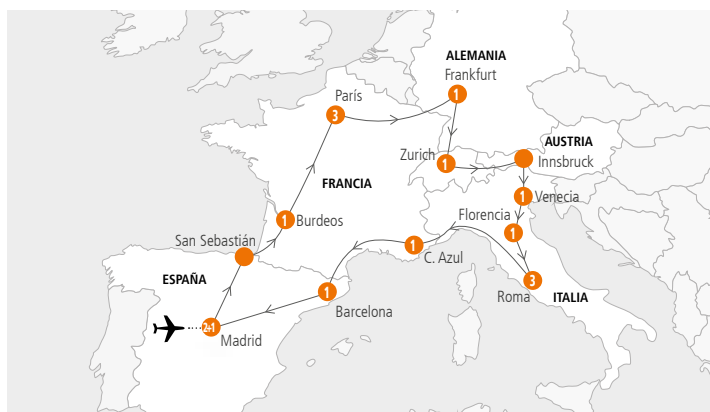 ALEMANIA
Frankfurt
1
París
3
AUSTRIA
Zurich
1
Innsbruck
FRANCIA
Venecia
1
Burdeos
1
Florencia
1
San Sebastián
C. Azul
1
ESPAÑA
Roma
3
ITALIA
Barcelona
1
Madrid
2+1